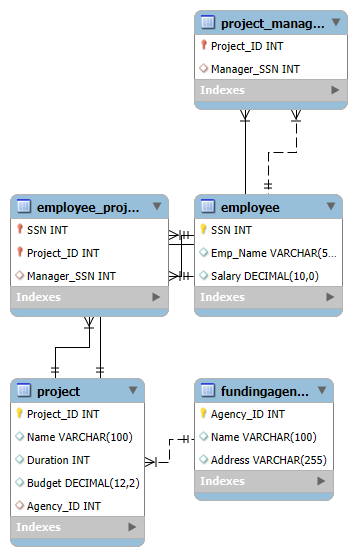 project_manag...
Project_ID INT
Manager_SSN INT
Indexes
employee_proj...
SSN INT
Project_ID INT
Manager_SSN INT
Indexes
employee
SSN INT
Emp_Name VARCHAR(5...
Salary DECIMAL(10,0)
Indexes
project
Project_ID INT
Name VARCHAR(100)
Duration INT
Budget DECIMAL(12,2)
Agency_ID INT
Indexes
fundingagen...
Agency_ID INT
Name VARCHAR(100)
Address VARCHAR(255)
Indexes